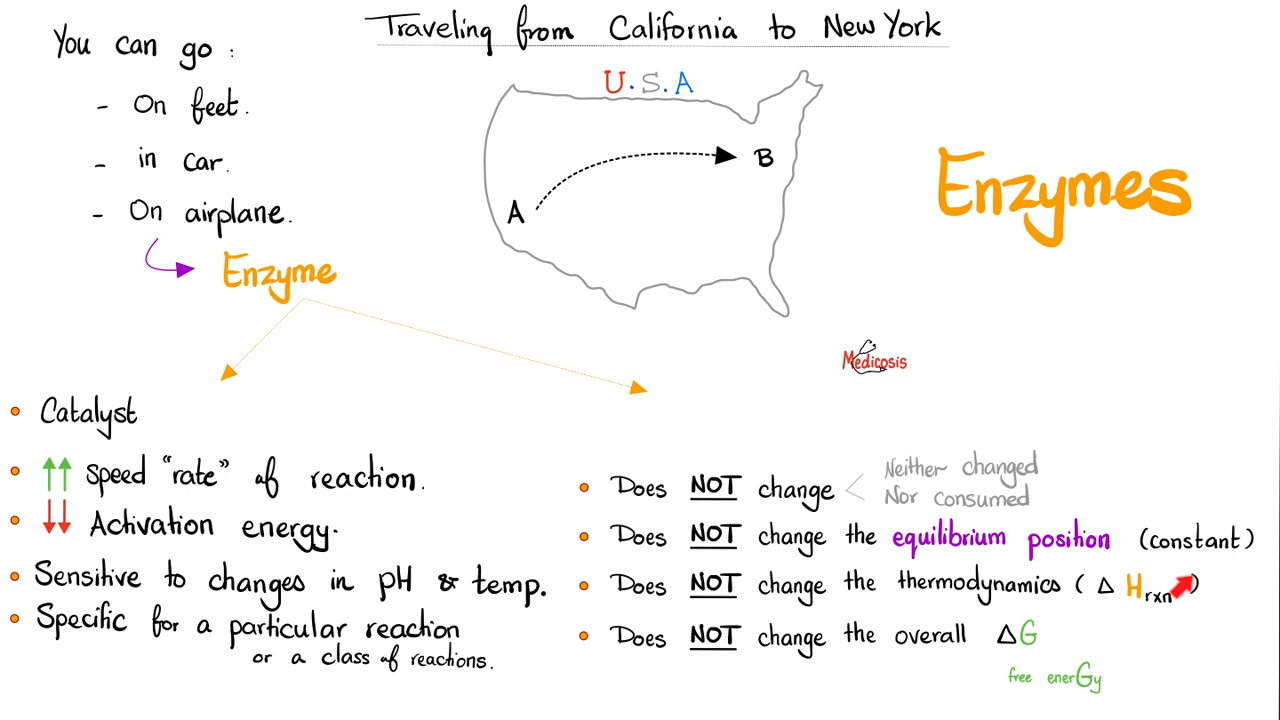 Traveling from California to New York
You can go :
- On feet.
- in car.
- On airplane.
Enzyme
U.S.A
A
B
Enzymes
Medicosis
• Catalyst
• ↑↑ Speed "rate" of reaction.
• ↓↓ Activation energy.
• Sensitive to changes in pH & temp.
• Specific for a particular reaction
or a class of reactions.
• Does NOT change < Neither changed
Nor consumed
• Does NOT change the equilibrium position (constant)
• Does NOT change the thermodynamics ( Δ Hrxn )
• Does NOT change the overall ΔG
free enerGy